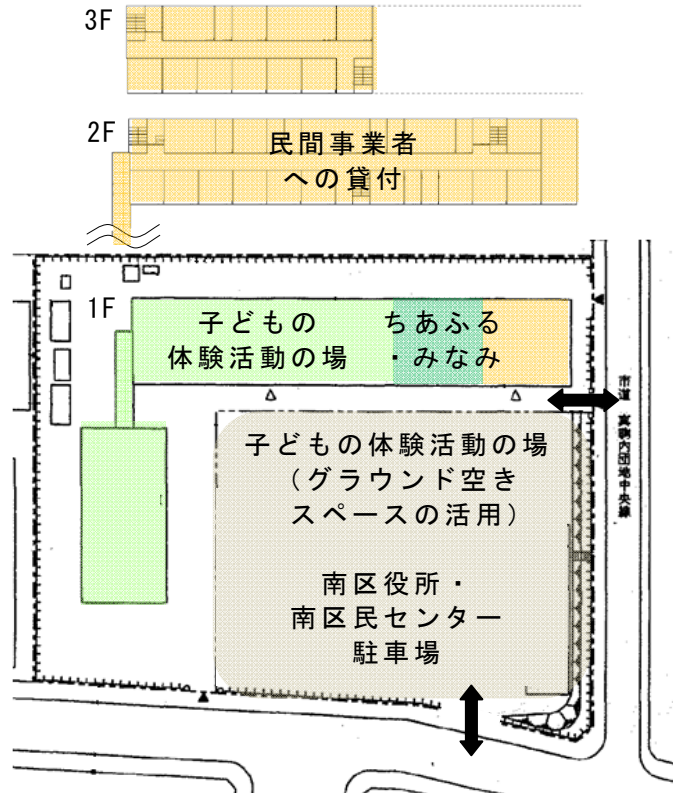 3F
2F
民間事業者
への貸付
1F
子どもの
体験活動の場
ちあふる
・みなみ
市道 真駒内団地中央線
子どもの体験活動の場
(グラウンド空き
スペースの活用)
南区役所・
南区民センター
駐車場